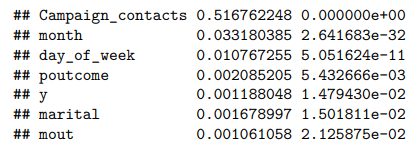 ## Campaign_contacts 0.516762248 0.000000e+00
## month 0.033180385 2.641683e-32
## day_of_week 0.010767255 5.051624e-11
## poutcome 0.002085205 5.432666e-03
## y 0.001188048 1.479430e-02
## marital 0.001678997 1.501811e-02
## mout 0.001061058 2.125875e-02